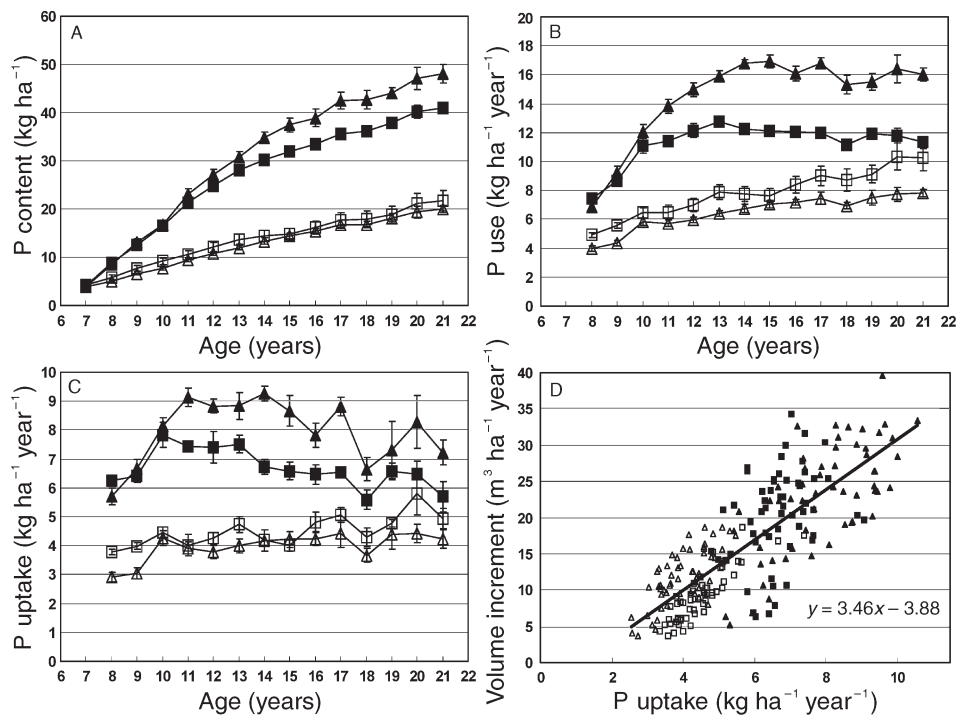 A
P content (kg ha⁻¹)
60
50
40
30
20
10
0
6 7 8 9 10 11 12 13 14 15 16 17 18 19 20 21 22
Age (years)
B
P use (kg ha⁻¹ year⁻¹)
20
18
16
14
12
10
8
6
4
2
0
6 7 8 9 10 11 12 13 14 15 16 17 18 19 20 21 22
Age (years)
C
P uptake (kg ha⁻¹ year⁻¹)
10
9
8
7
6
5
4
3
2
1
0
6 7 8 9 10 11 12 13 14 15 16 17 18 19 20 21 22
Age (years)
D
Volume increment (m³ ha⁻¹ year⁻¹)
40
35
30
25
20
15
10
5
0
y = 3.46x − 3.88
0 2 4 6 8 10
P uptake (kg ha⁻¹ year⁻¹)